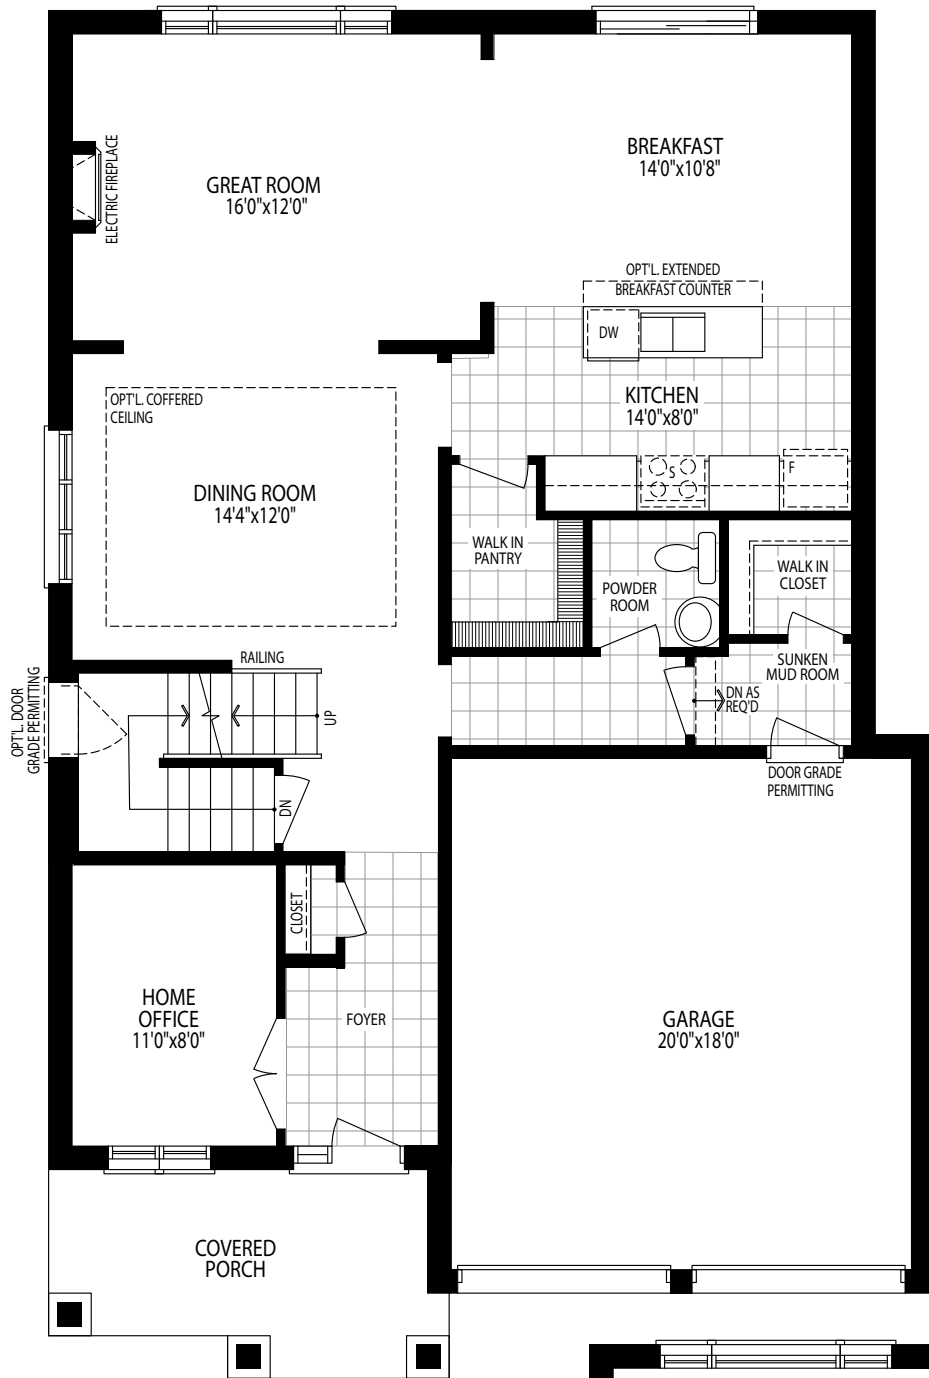 ELECTRIC FIREPLACE
GREAT ROOM
16'0"x12'0"
BREAKFAST
14'0"x10'8"
OPT'L. EXTENDED
BREAKFAST COUNTER
DW
KITCHEN
14'0"x8'0"
S
F
OPT'L. COFFERED
CEILING
DINING ROOM
14'4"x12'0"
WALK IN
PANTRY
POWDER
ROOM
WALK IN
CLOSET
SUNKEN
MUD ROOM
DN AS
REQ'D
RAILING
OPT'L. DOOR
GRADE PERMITTING
UP
DN
DOOR GRADE
PERMITTING
CLOSET
HOME
OFFICE
11'0"x8'0"
FOYER
GARAGE
20'0"x18'0"
COVERED
PORCH